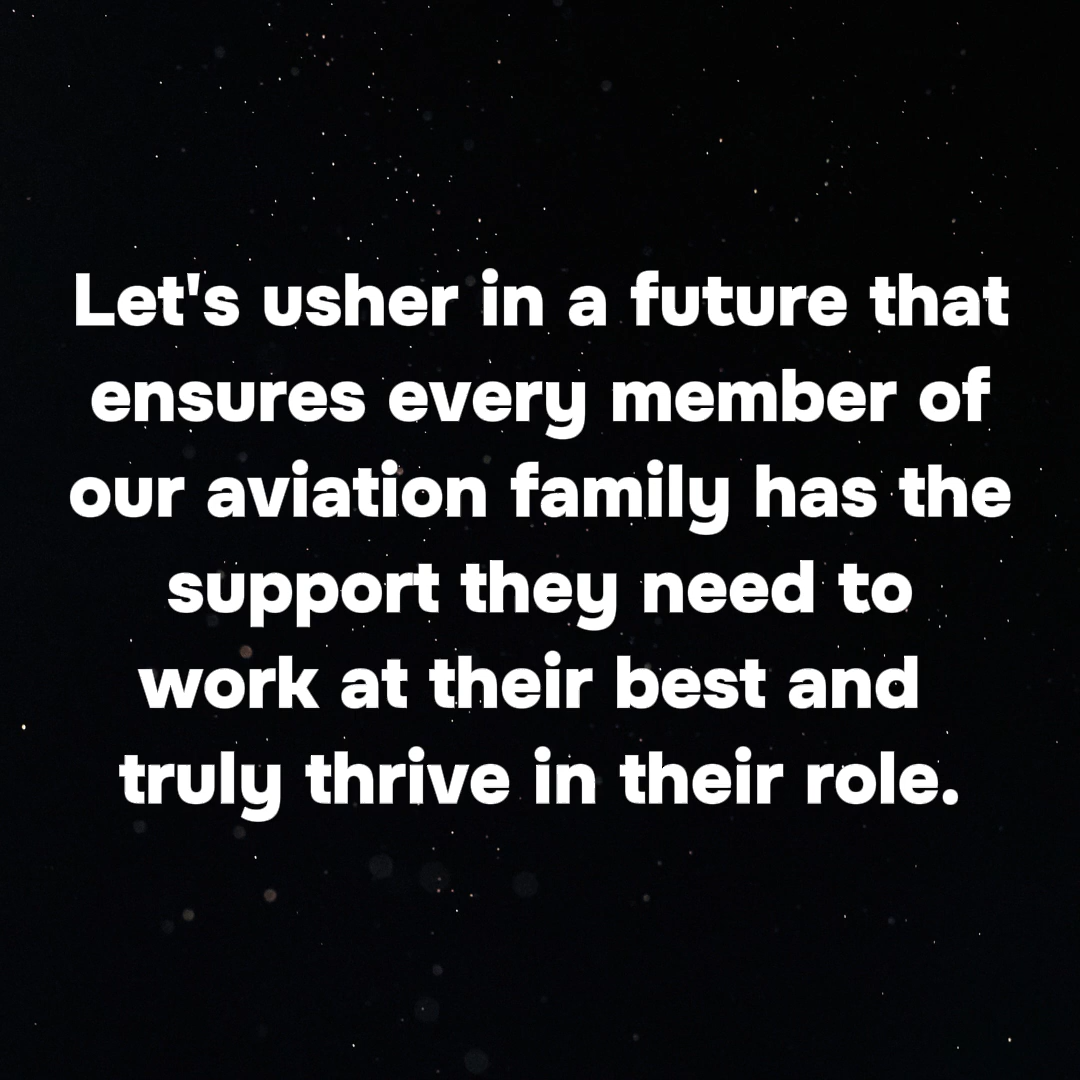 Let's usher in a future that
ensures every member of
our aviation family has the
support they need to
work at their best and
truly thrive in their role.